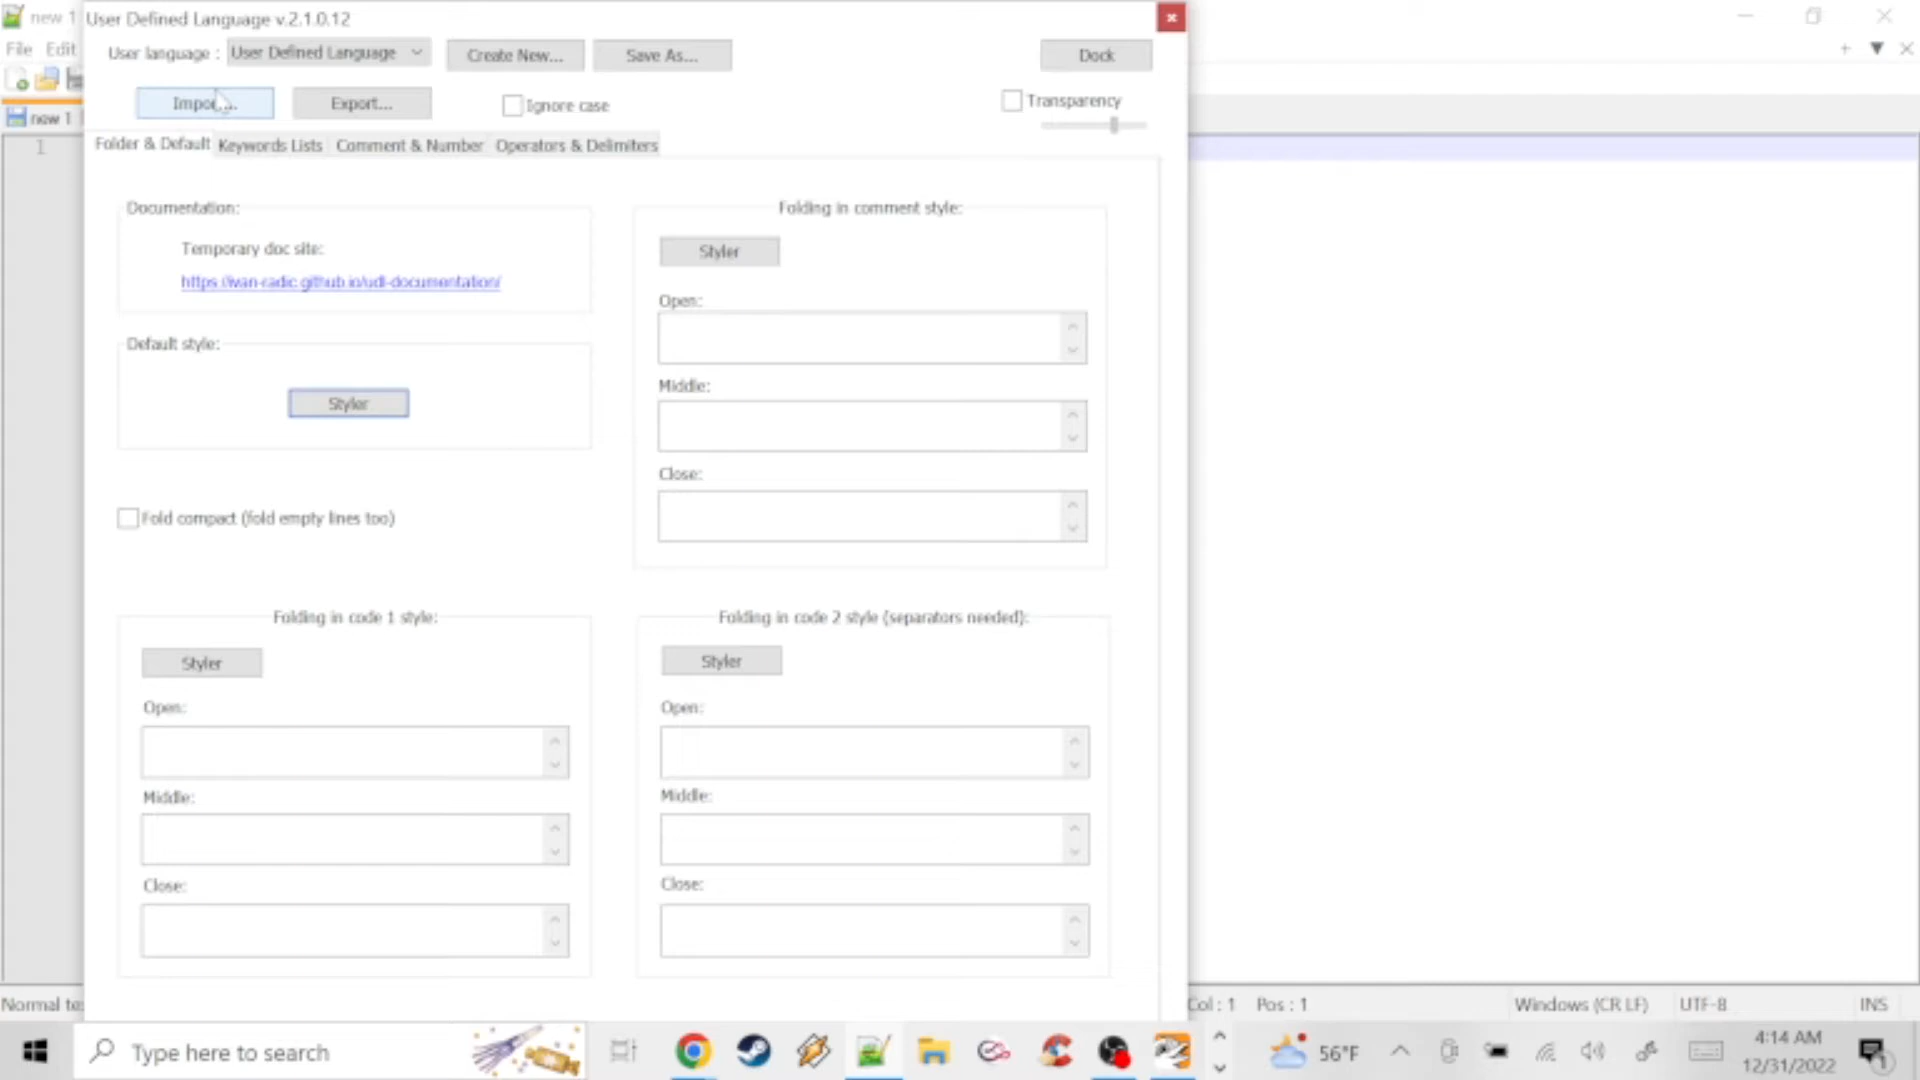 new 1
User Defined Language v.2.1.0.12
File Edit
User language :
User Defined Language
Create New...
Save As...
Dock
Export...
Ignore case
Transparency
new 1
Folder & Default
Keywords Lists
Comment & Number
Operators & Delimiters
1
Documentation:
Temporary doc site:
https://ivan-radic.github.io/udl-documentation/
Default style:
Styler
Fold compact (fold empty lines too)
Folding in comment style:
Styler
Open:
Middle:
Close:
Folding in code 1 style:
Styler
Open:
Middle:
Close:
Folding in code 2 style (separators needed):
Styler
Open:
Middle:
Close:
Normal te
Col : 1 Pos : 1
Windows (CR LF)
UTF-8
INS
Type here to search
56°F
4:14 AM
12/31/2022
1